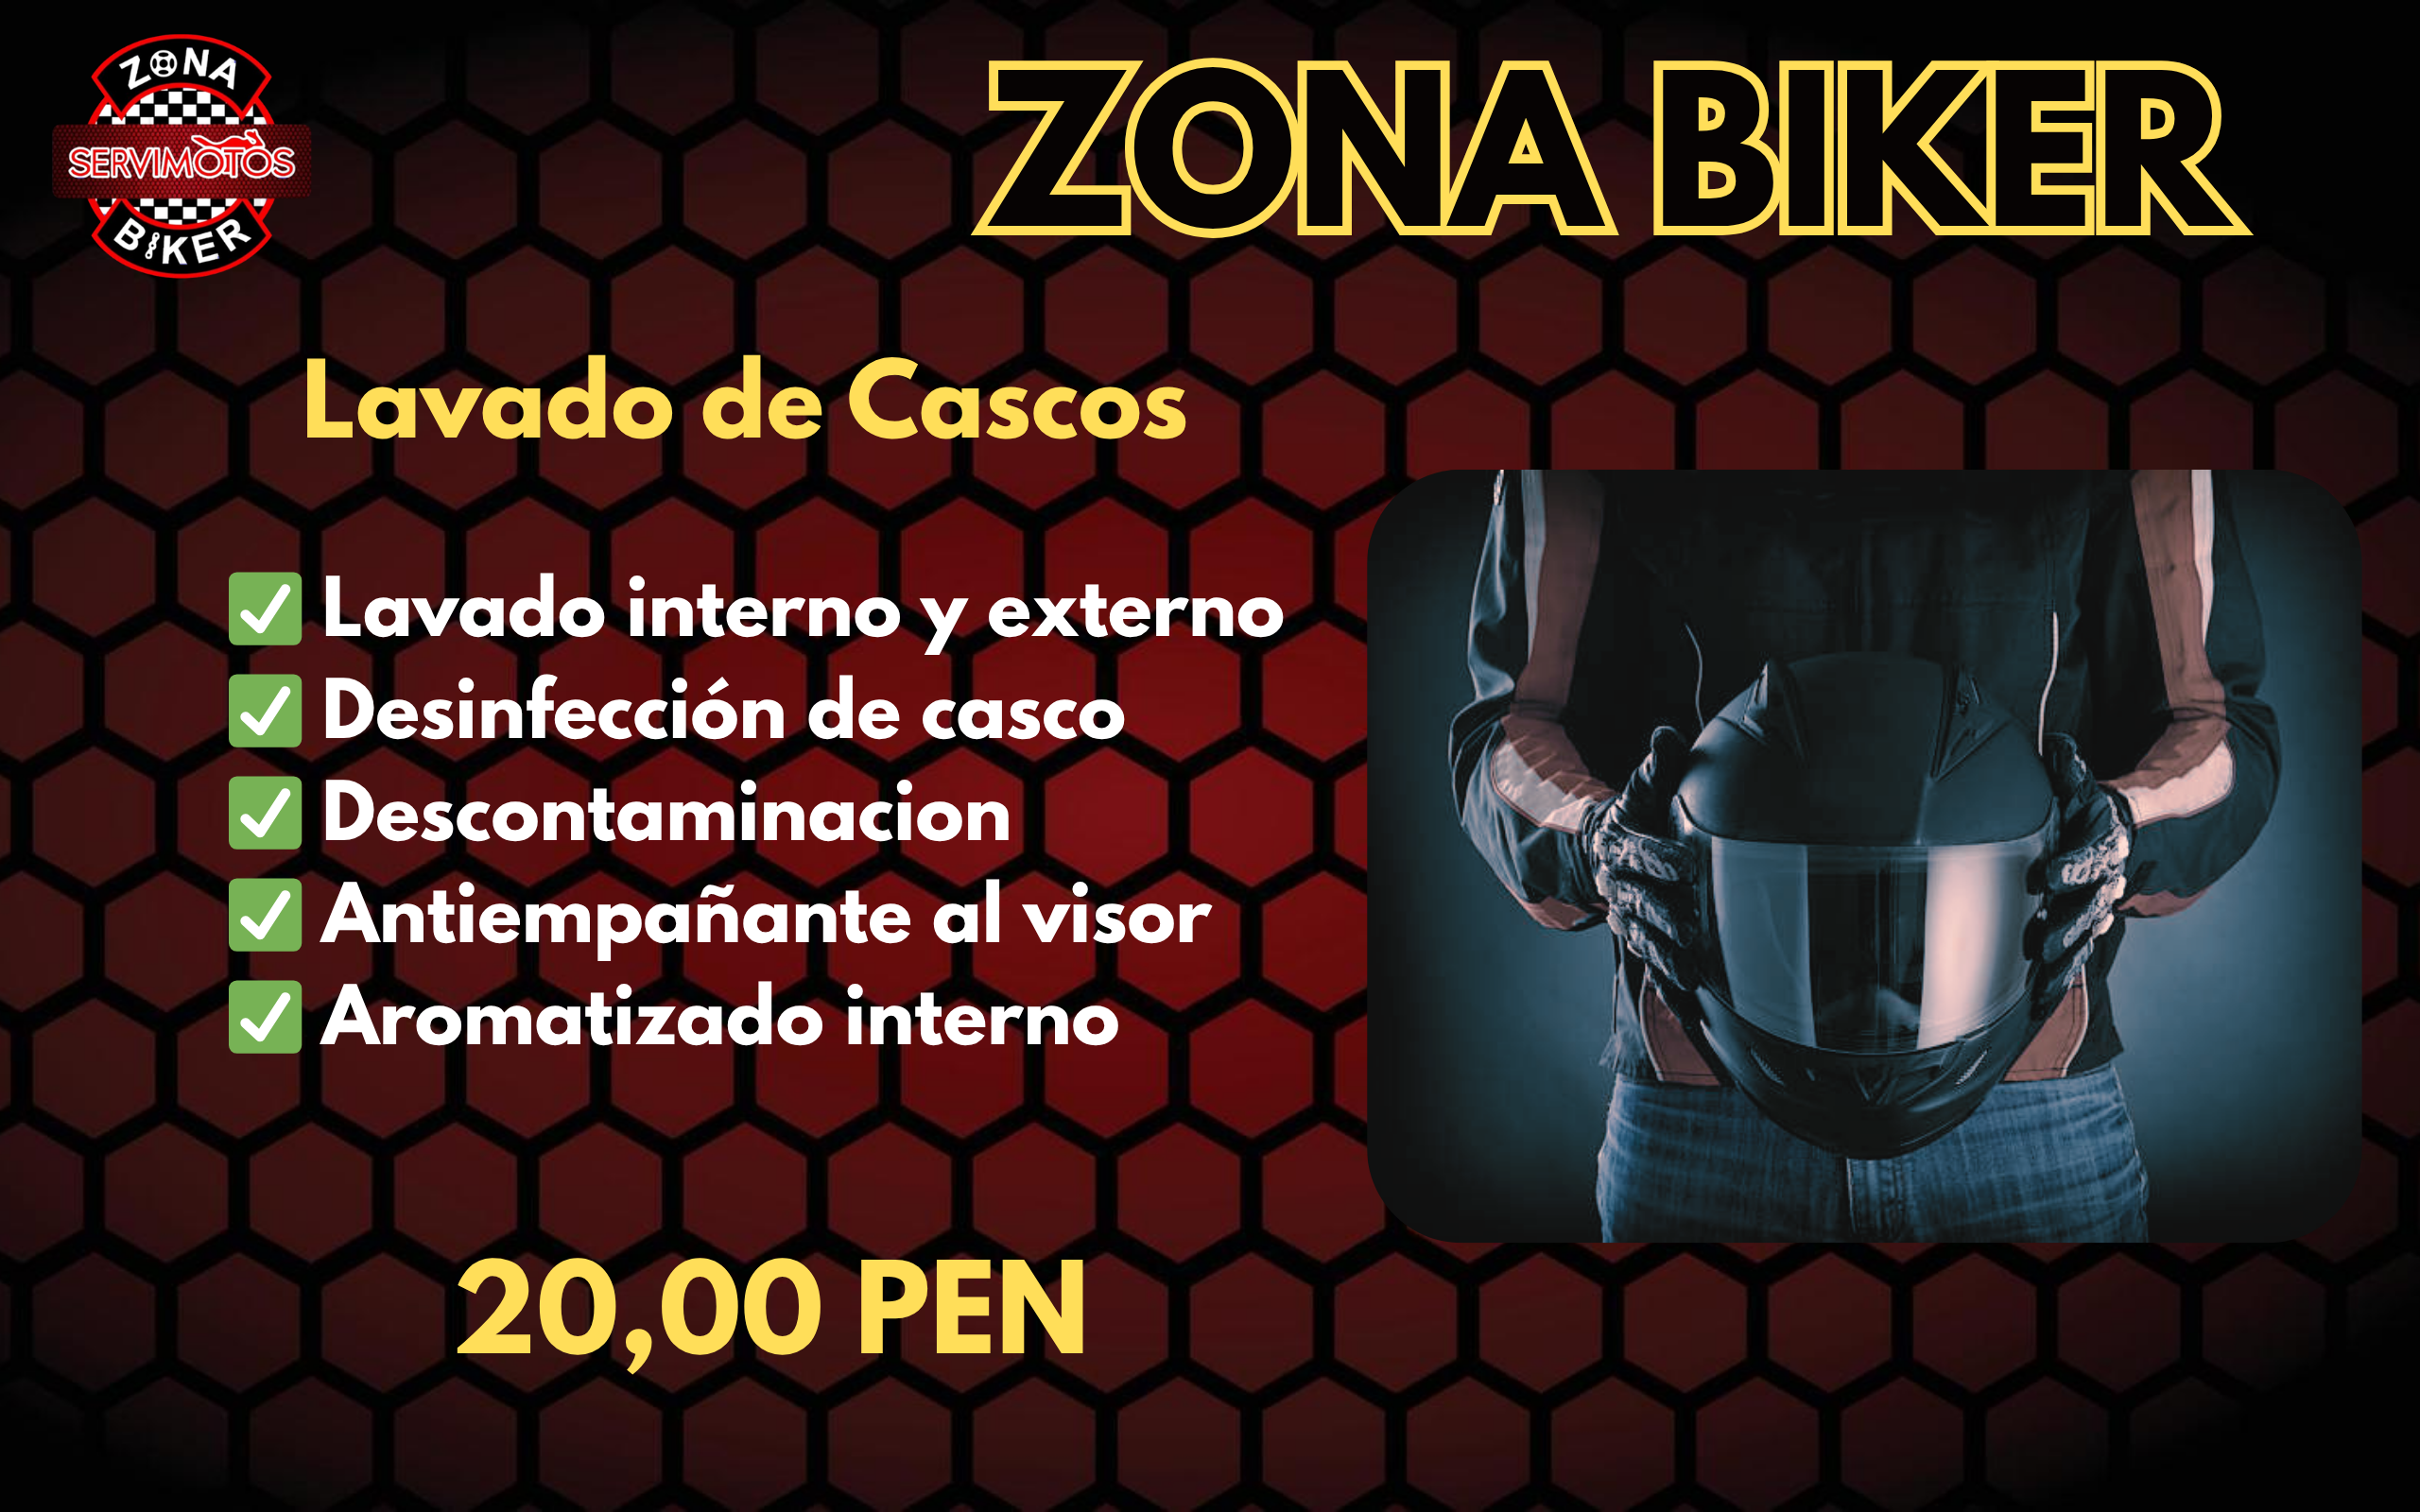 ZONA
SERVIMOTOS
BIKER
ZONA BIKER
Lavado de Cascos
✅ Lavado interno y externo
✅ Desinfección de casco
✅ Descontaminacion
✅ Antiempañante al visor
✅ Aromatizado interno
20,00 PEN